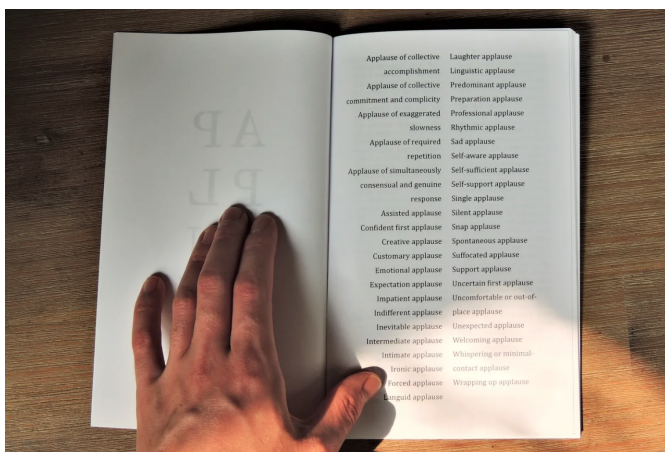 AP
PL
Applause of collective
accomplishment
Applause of collective
commitment and complicity
Applause of exaggerated
slowness
Applause of required
repetition
Applause of simultaneously
consensual and genuine
response
Assisted applause
Confident first applause
Creative applause
Customary applause
Emotional applause
Expectation applause
Impatient applause
Indifferent applause
Inevitable applause
Intermediate applause
Intimate applause
Ironic applause
Forced applause
Languid applause
Laughter applause
Linguistic applause
Predominant applause
Preparation applause
Professional applause
Rhythmic applause
Sad applause
Self-aware applause
Self-sufficient applause
Self-support applause
Single applause
Silent applause
Snap applause
Spontaneous applause
Suffocated applause
Support applause
Uncertain first applause
Uncomfortable or out-of-
place applause
Unexpected applause
Welcoming applause
Whispering or minimal-
contact applause
Wrapping up applause